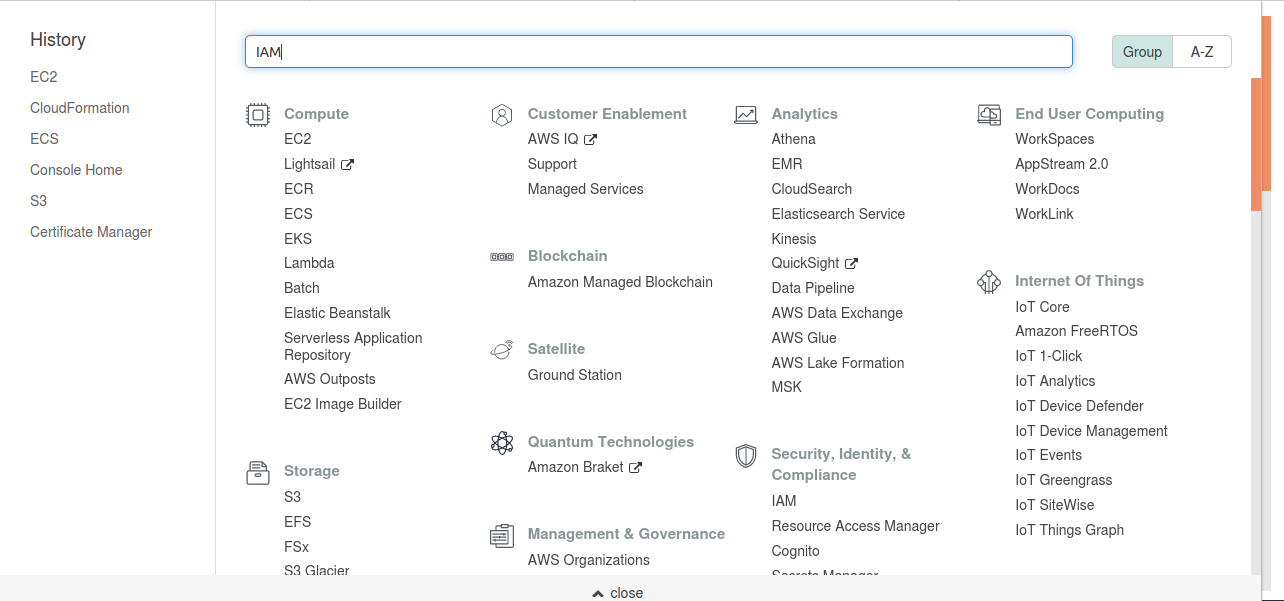 History
EC2
CloudFormation
ECS
Console Home
S3
Certificate Manager
IAM
Group
A-Z
Compute
EC2
Lightsail
ECR
ECS
EKS
Lambda
Batch
Elastic Beanstalk
Serverless Application
Repository
AWS Outposts
EC2 Image Builder
Storage
S3
EFS
FSx
S3 Glacier
Customer Enablement
AWS IQ
Support
Managed Services
Blockchain
Amazon Managed Blockchain
Satellite
Ground Station
Quantum Technologies
Amazon Braket
Management & Governance
AWS Organizations
Analytics
Athena
EMR
CloudSearch
Elasticsearch Service
Kinesis
QuickSight
Data Pipeline
AWS Data Exchange
AWS Glue
AWS Lake Formation
MSK
Security, Identity, &
Compliance
IAM
Resource Access Manager
Cognito
Secrets Manager
End User Computing
WorkSpaces
AppStream 2.0
WorkDocs
WorkLink
Internet Of Things
IoT Core
Amazon FreeRTOS
IoT 1-Click
IoT Analytics
IoT Device Defender
IoT Device Management
IoT Events
IoT Greengrass
IoT SiteWise
IoT Things Graph
close